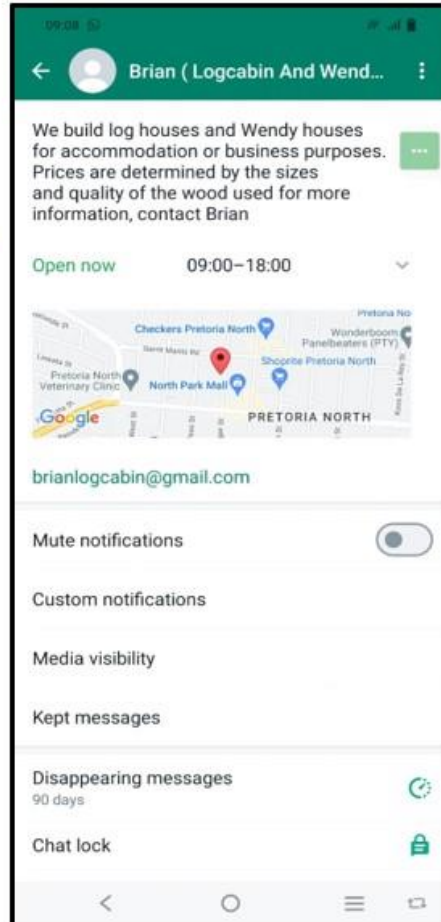 09:08
Brian ( Logcabin And Wend...
We build log houses and Wendy houses
for accommodation or business purposes.
Prices are determined by the sizes
and quality of the wood used for more
information, contact Brian
Open now 09:00–18:00
Pretoria No
Checkers Pretoria North
Wonderboom
Panelbeaters (PTY)
Gerrit Maritz Rd
Shoprite Pretoria North
Pretoria North
Veterinary Clinic
North Park Mall
Google
PRETORIA NORTH
brianlogcabin@gmail.com
Mute notifications
Custom notifications
Media visibility
Kept messages
Disappearing messages
90 days
Chat lock